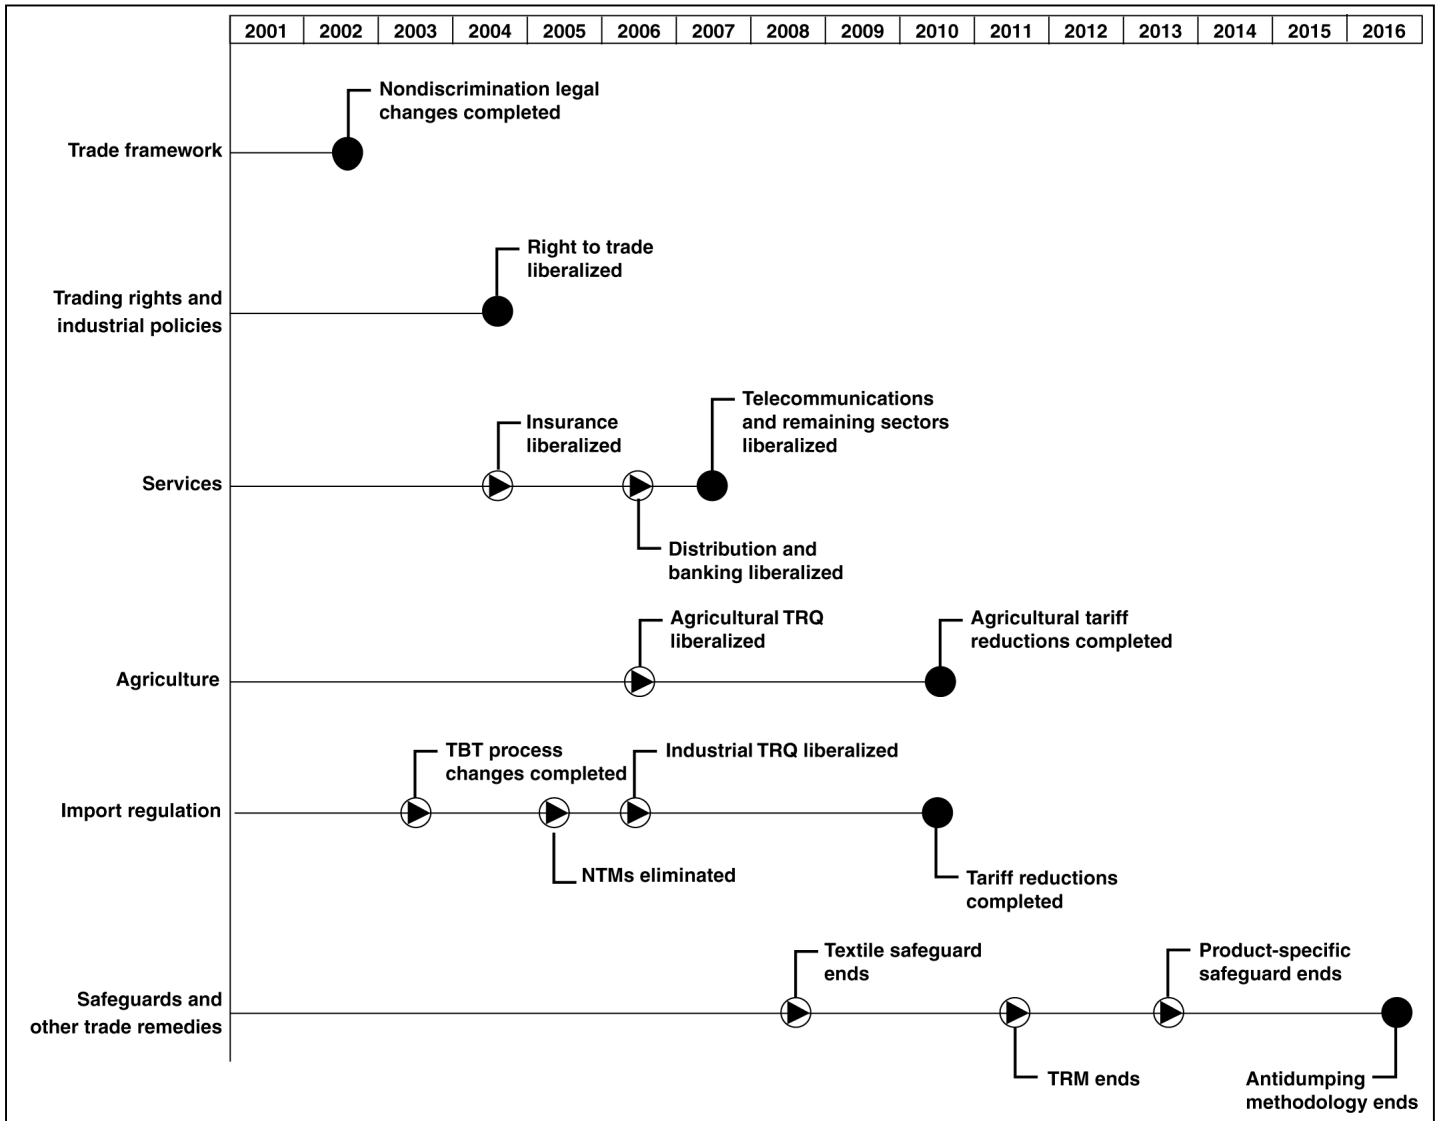 2001 2002 2003 2004 2005 2006 2007 2008 2009 2010 2011 2012 2013 2014 2015 2016
Nondiscrimination legal
changes completed
Trade framework
Right to trade
liberalized
Trading rights and
industrial policies
Telecommunications
and remaining sectors
liberalized
Insurance
liberalized
Services
Distribution and
banking liberalized
Agricultural TRQ
liberalized
Agricultural tariff
reductions completed
Agriculture
TBT process
changes completed
Industrial TRQ liberalized
Import regulation
NTMs eliminated
Tariff reductions
completed
Textile safeguard
ends
Product-specific
safeguard ends
Safeguards and
other trade remedies
TRM ends
Antidumping
methodology ends